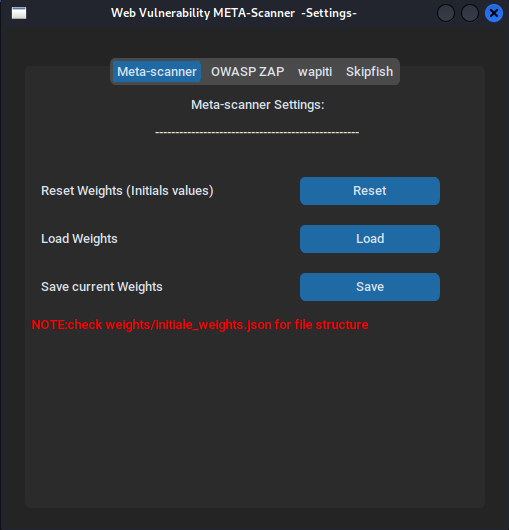 Web Vulnerability META-Scanner -Settings-
Meta-scanner OWASP ZAP wapiti Skipfish
Meta-scanner Settings:
---------------------------------------------------
Reset Weights (Initials values) Reset
Load Weights Load
Save current Weights Save
NOTE:check weights/initiale_weights.json for file structure